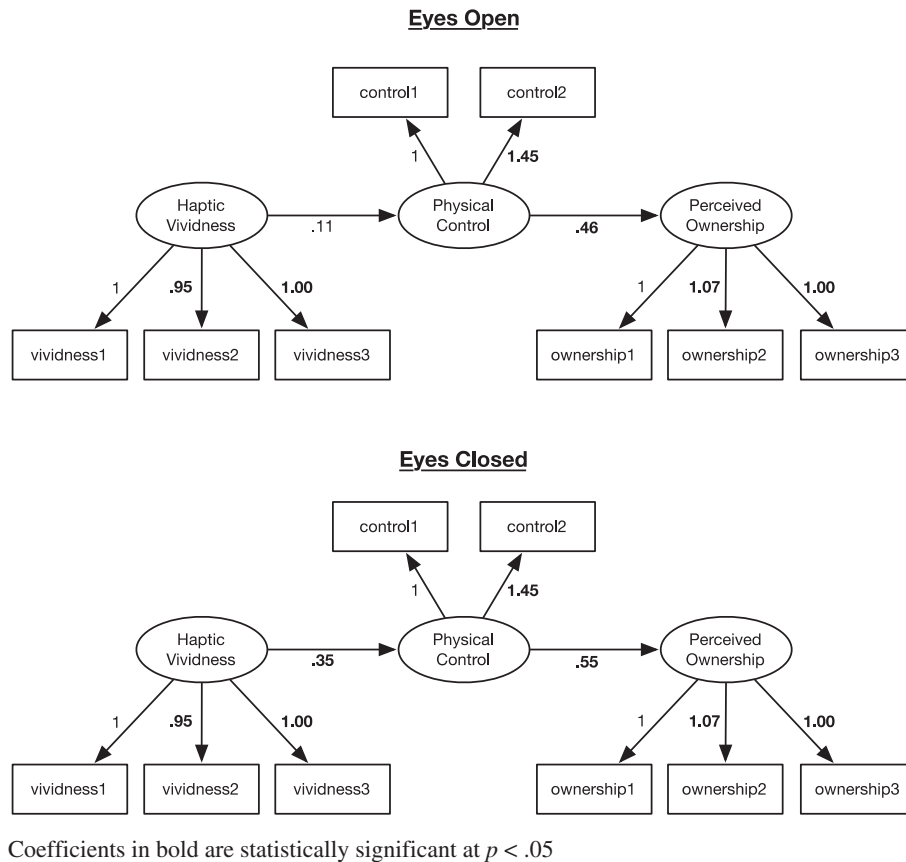 Eyes Open
control1 control2
1 1.45
Haptic Vividness
.11
Physical Control
.46
Perceived Ownership
1 .95 1.00
1 1.07 1.00
vividness1 vividness2 vividness3
ownership1 ownership2 ownership3
Eyes Closed
control1 control2
1 1.45
Haptic Vividness
.35
Physical Control
.55
Perceived Ownership
1 .95 1.00
1 1.07 1.00
vividness1 vividness2 vividness3
ownership1 ownership2 ownership3
Coefficients in bold are statistically significant at p < .05